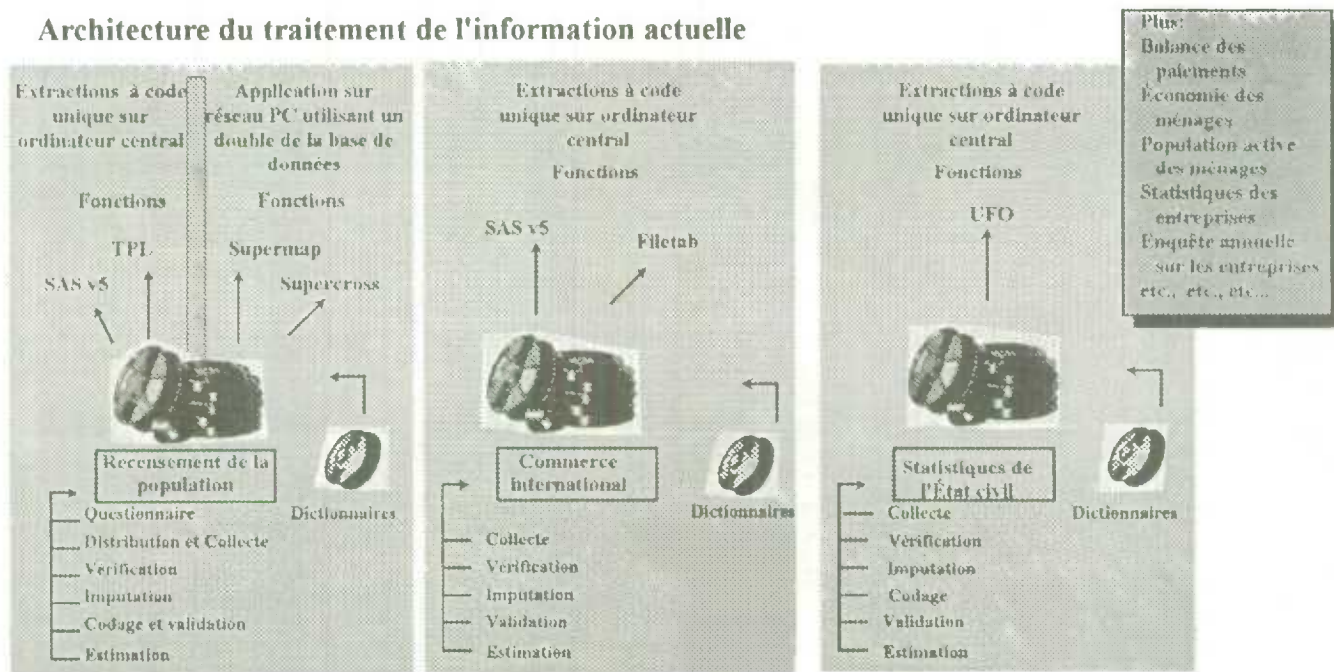 Architecture du traitement de l'information actuelle
Extractions à code
unique sur
ordinateur central
Fonctions
TPL
SAS v5
Application sur
réseau PC utilisant un
double de la base de
données
Fonctions
Supermap
Supercross
Recensement de la
population
Questionnaire
Distribution et Collecte
Vérification
Imputation
Codage et validation
Estimation
Dictionnaires
Extractions à code
unique sur ordinateur
central
Fonctions
SAS v5
Filetab
Commerce
international
Collecte
Vérification
Imputation
Validation
Estimation
Dictionnaires
Extractions à code
unique sur ordinateur
central
Fonctions
UFO
Statistiques de
l'État civil
Collecte
Vérification
Imputation
Codage
Validation
Estimation
Dictionnaires
Plus:
Balance des
paiements
Économie des
ménages
Population active
des ménages
Statistiques des
entreprises
Enquête annuelle
sur les entreprises
etc., etc., etc...